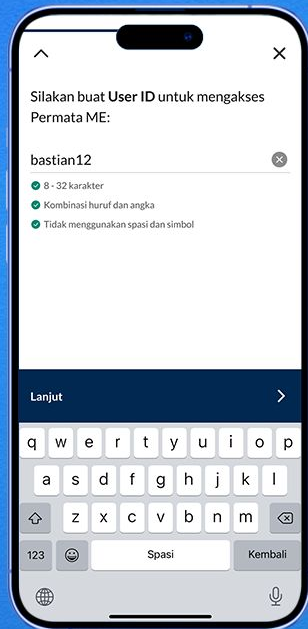 Silakan buat User ID untuk mengakses
Permata ME:
bastian12
8 - 32 karakter
Kombinasi huruf dan angka
Tidak menggunakan spasi dan simbol
Lanjut
q w e r t y u i o p
a s d f g h j k l
z x c v b n m
123 Spasi Kembali